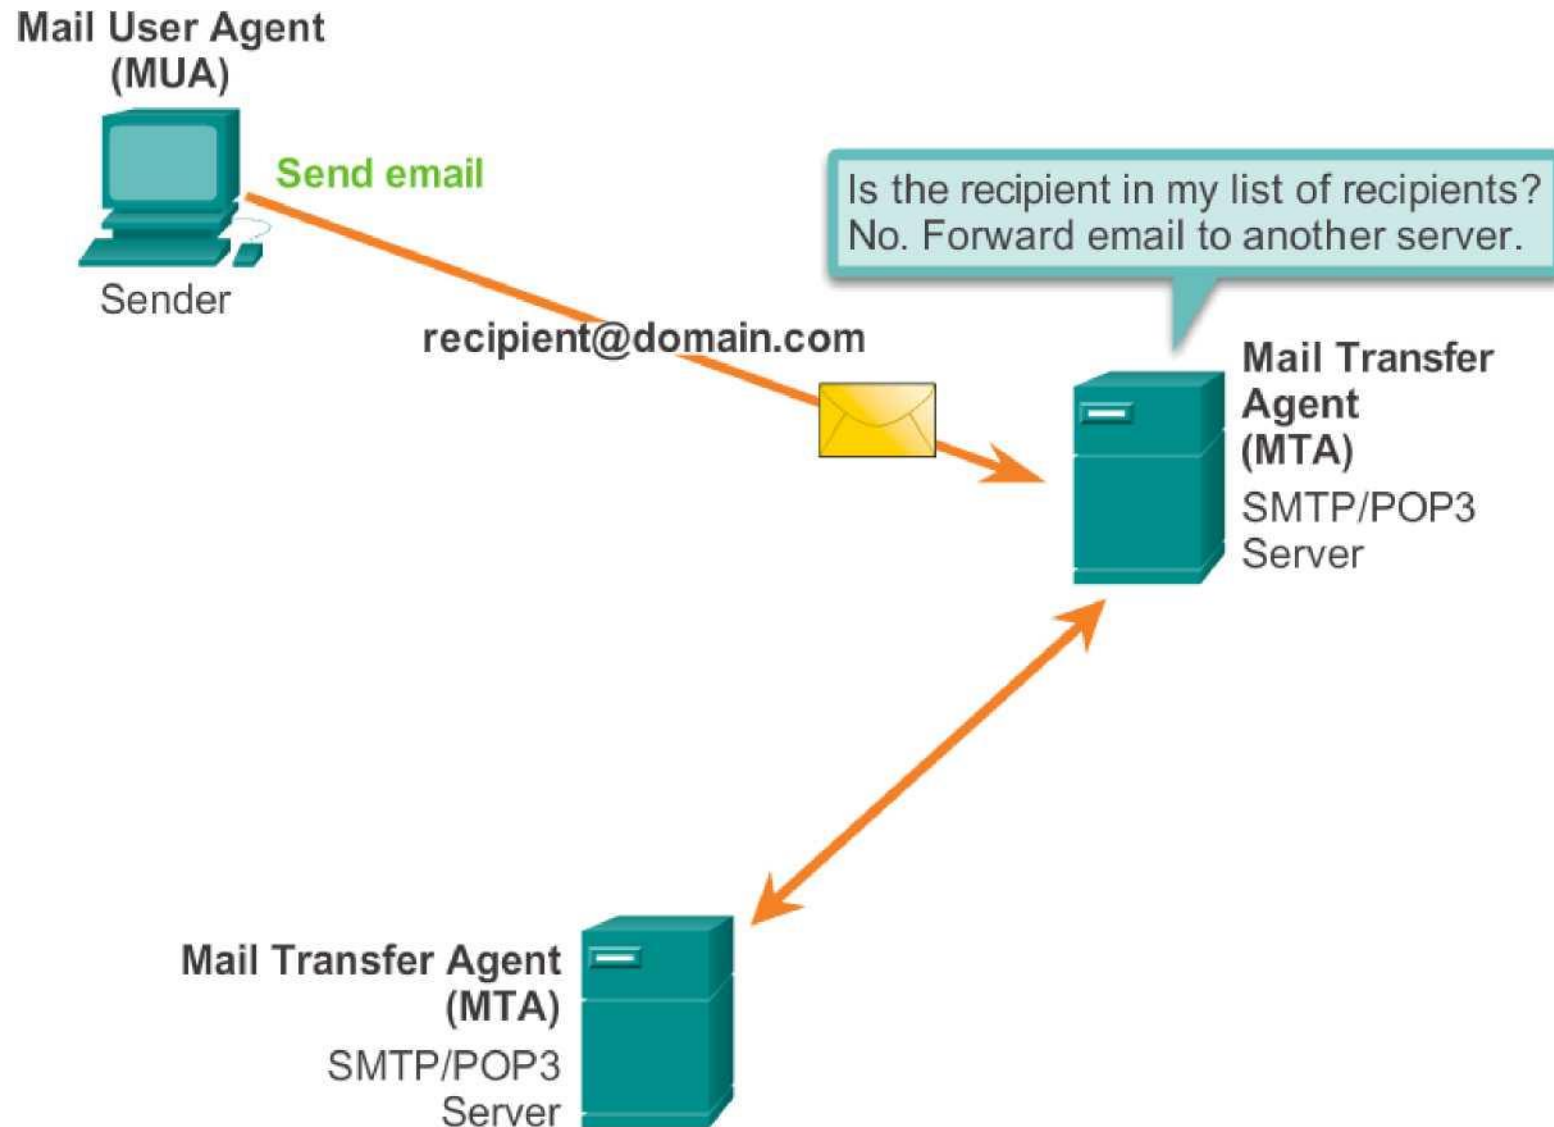 Mail User Agent
(MUA)
Send email
Sender
Is the recipient in my list of recipients?
No. Forward email to another server.
recipient@domain.com
Mail Transfer
Agent
(MTA)
SMTP/POP3
Server
Mail Transfer Agent
(MTA)
SMTP/POP3
Server